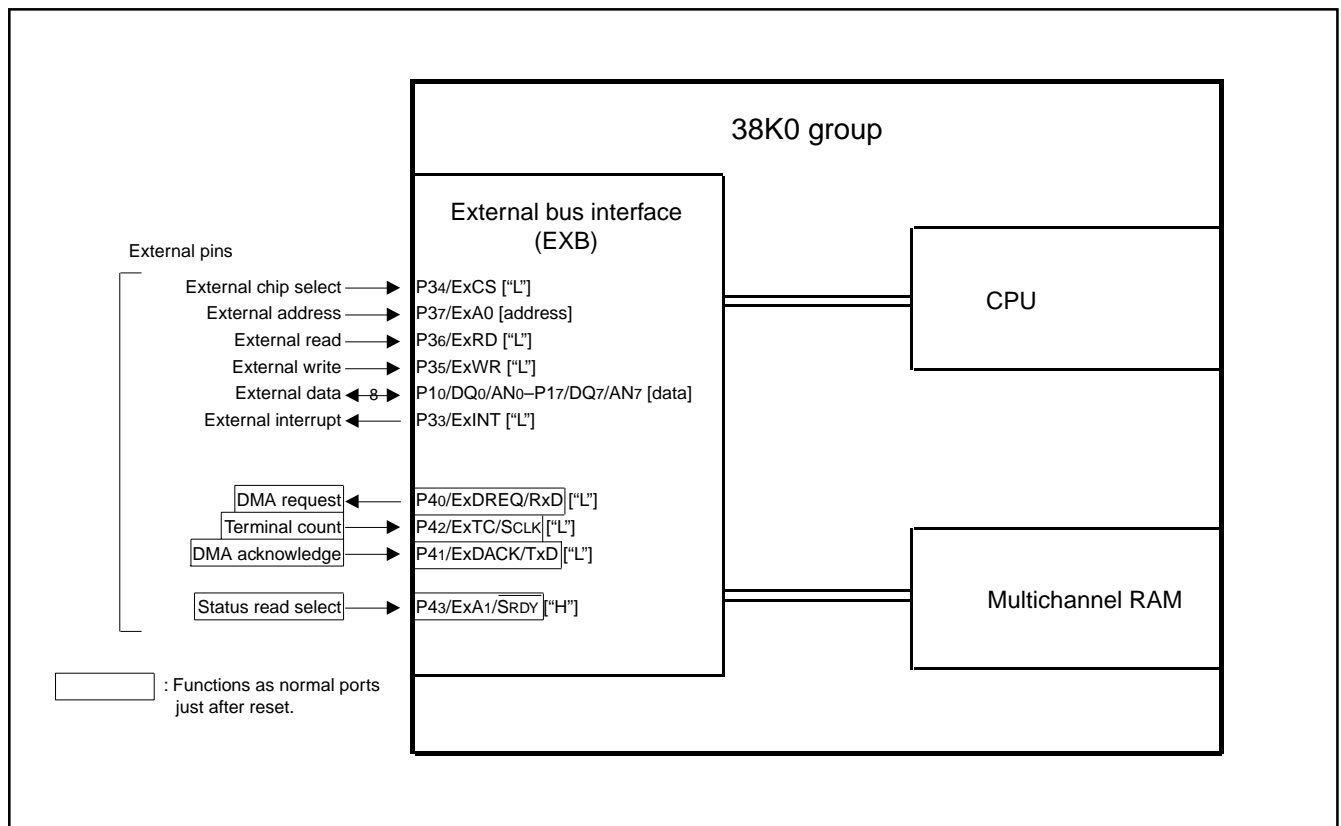 38K0 group
External bus interface
(EXB)
External pins
External chip select P34/ExCS ["L"]
External address P37/ExA0 [address]
External read P36/ExRD ["L"]
External write P35/ExWR ["L"]
External data 8 P10/DQ0/AN0–P17/DQ7/AN7 [data]
External interrupt P33/ExINT ["L"]
CPU
DMA request P40/ExDREQ/RxD ["L"]
Terminal count P42/ExTC/SCLK ["L"]
DMA acknowledge P41/ExDACK/TxD ["L"]
Status read select P43/ExA1/S̅R̅D̅Y̅ ["H"]
Multichannel RAM
: Functions as normal ports
just after reset.